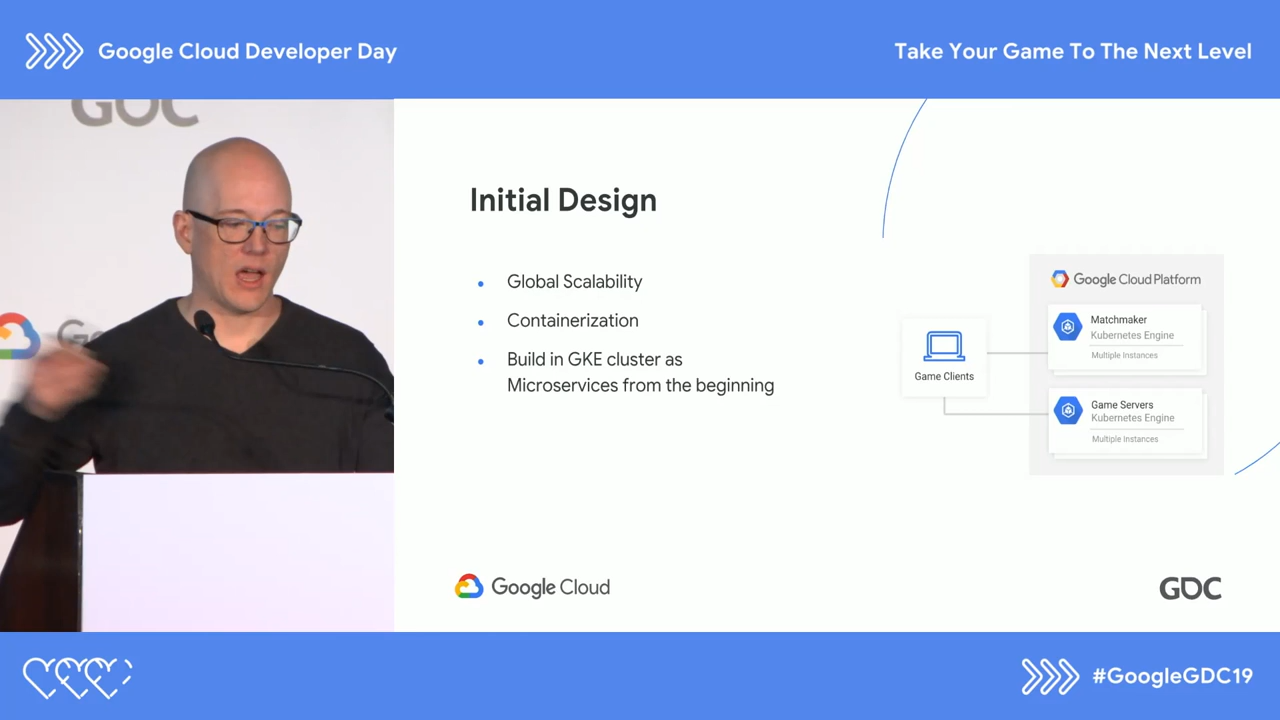 Google Cloud Developer Day
Take Your Game To The Next Level
GDC
Go
Initial Design
• Global Scalability
• Containerization
• Build in GKE cluster as
Microservices from the beginning
Game Clients
Google Cloud Platform
Matchmaker
Kubernetes Engine
Multiple Instances
Game Servers
Kubernetes Engine
Multiple Instances
Google Cloud
GDC
#GoogleGDC19